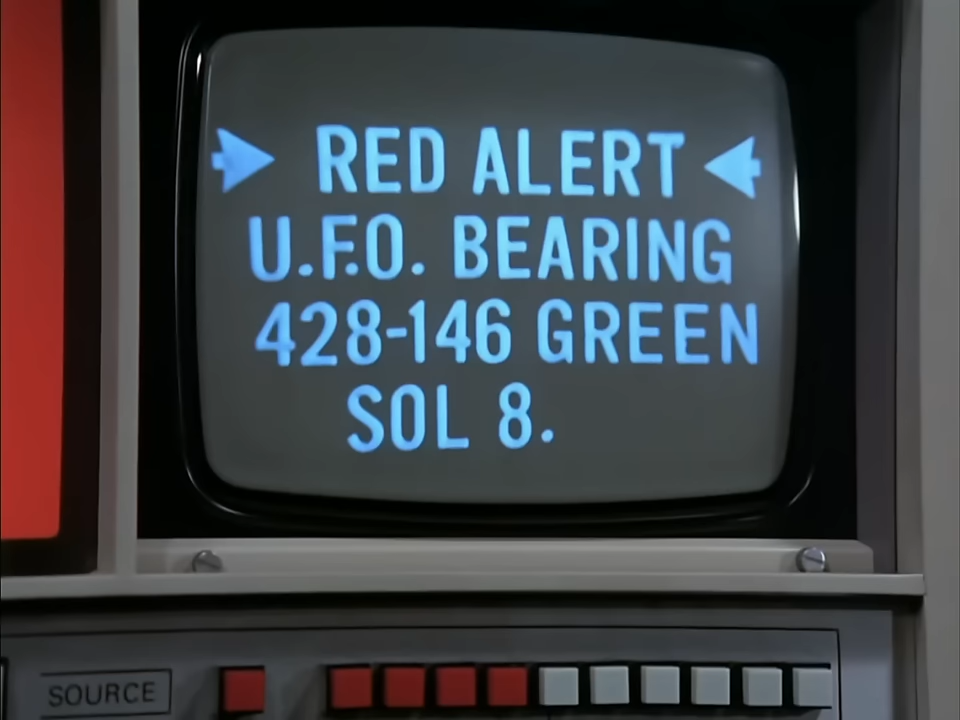 RED ALERT
U.F.O. BEARING
428-146 GREEN
SOL 8.
SOURCE